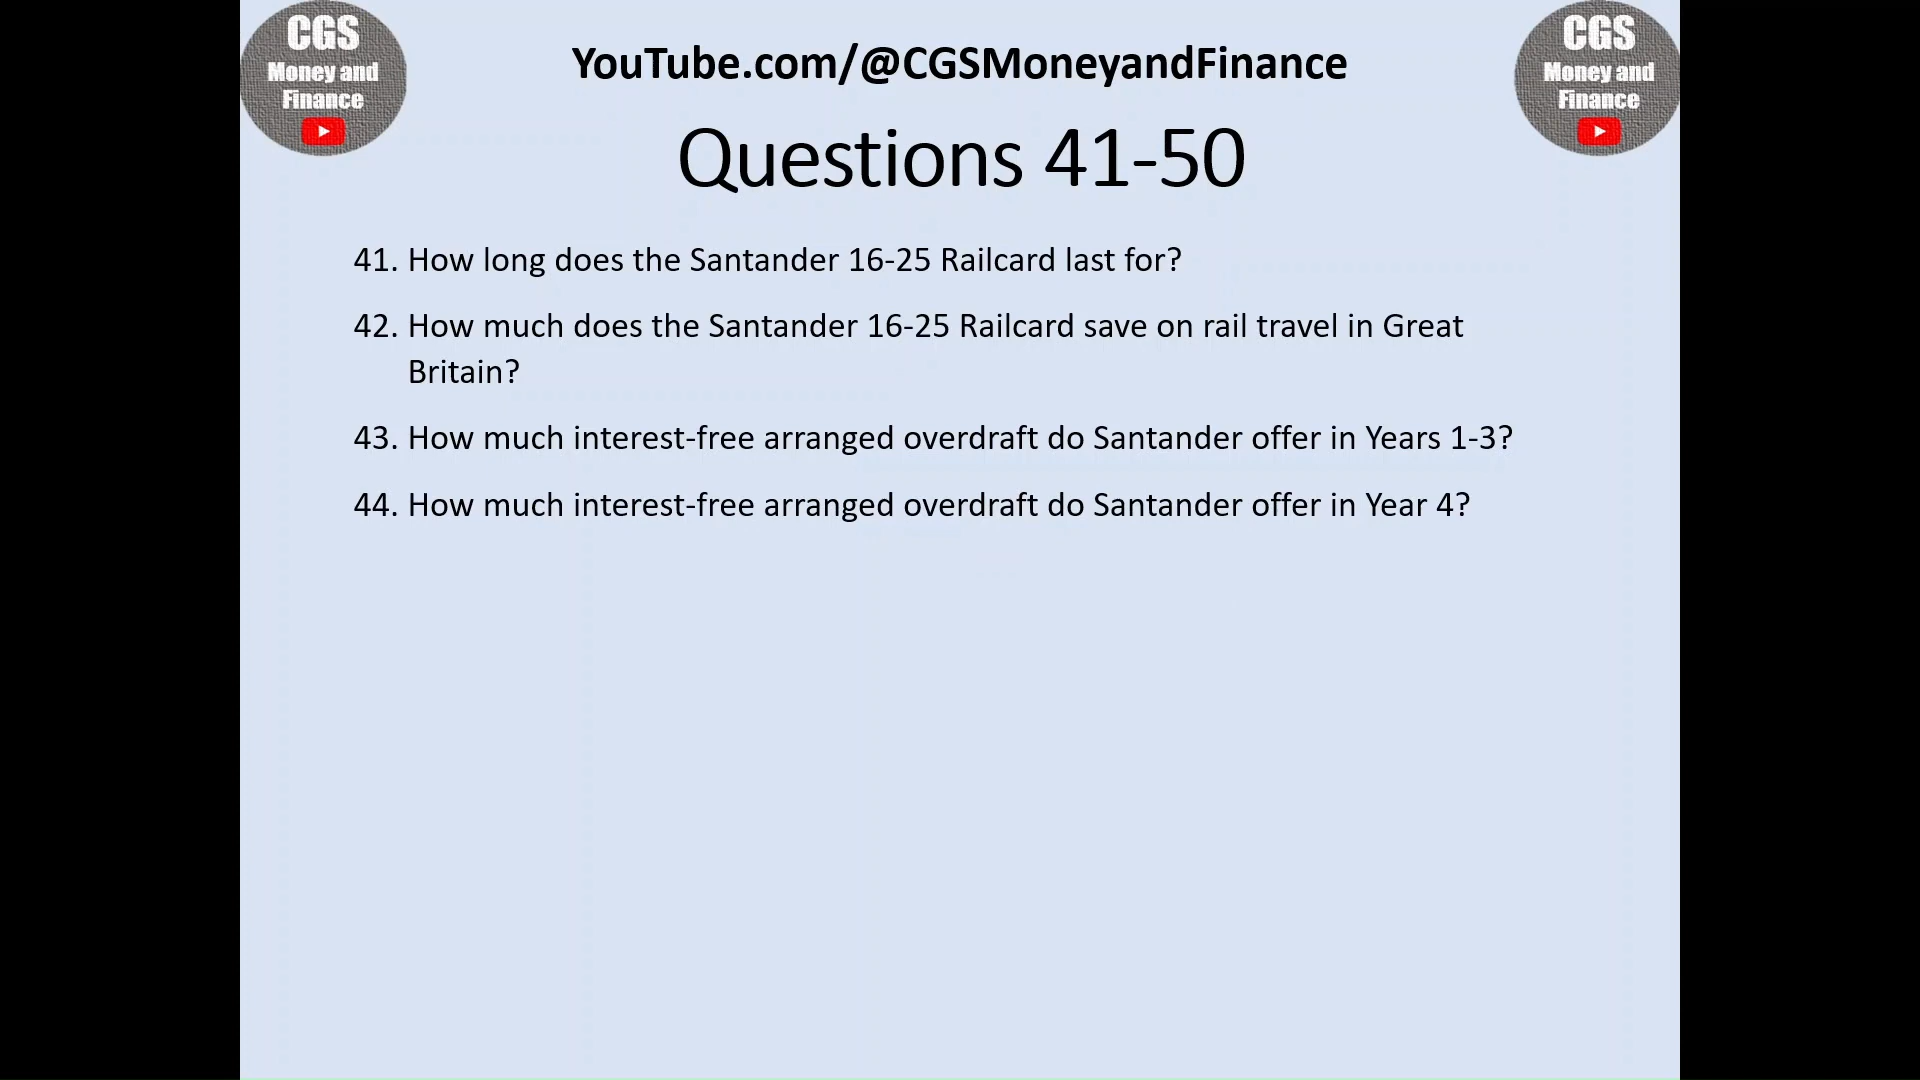 CGS
Money and
Finance
YouTube.com/@CGSMoneyandFinance
CGS
Money and
Finance
Questions 41-50
41. How long does the Santander 16-25 Railcard last for?
42. How much does the Santander 16-25 Railcard save on rail travel in Great
Britain?
43. How much interest-free arranged overdraft do Santander offer in Years 1-3?
44. How much interest-free arranged overdraft do Santander offer in Year 4?